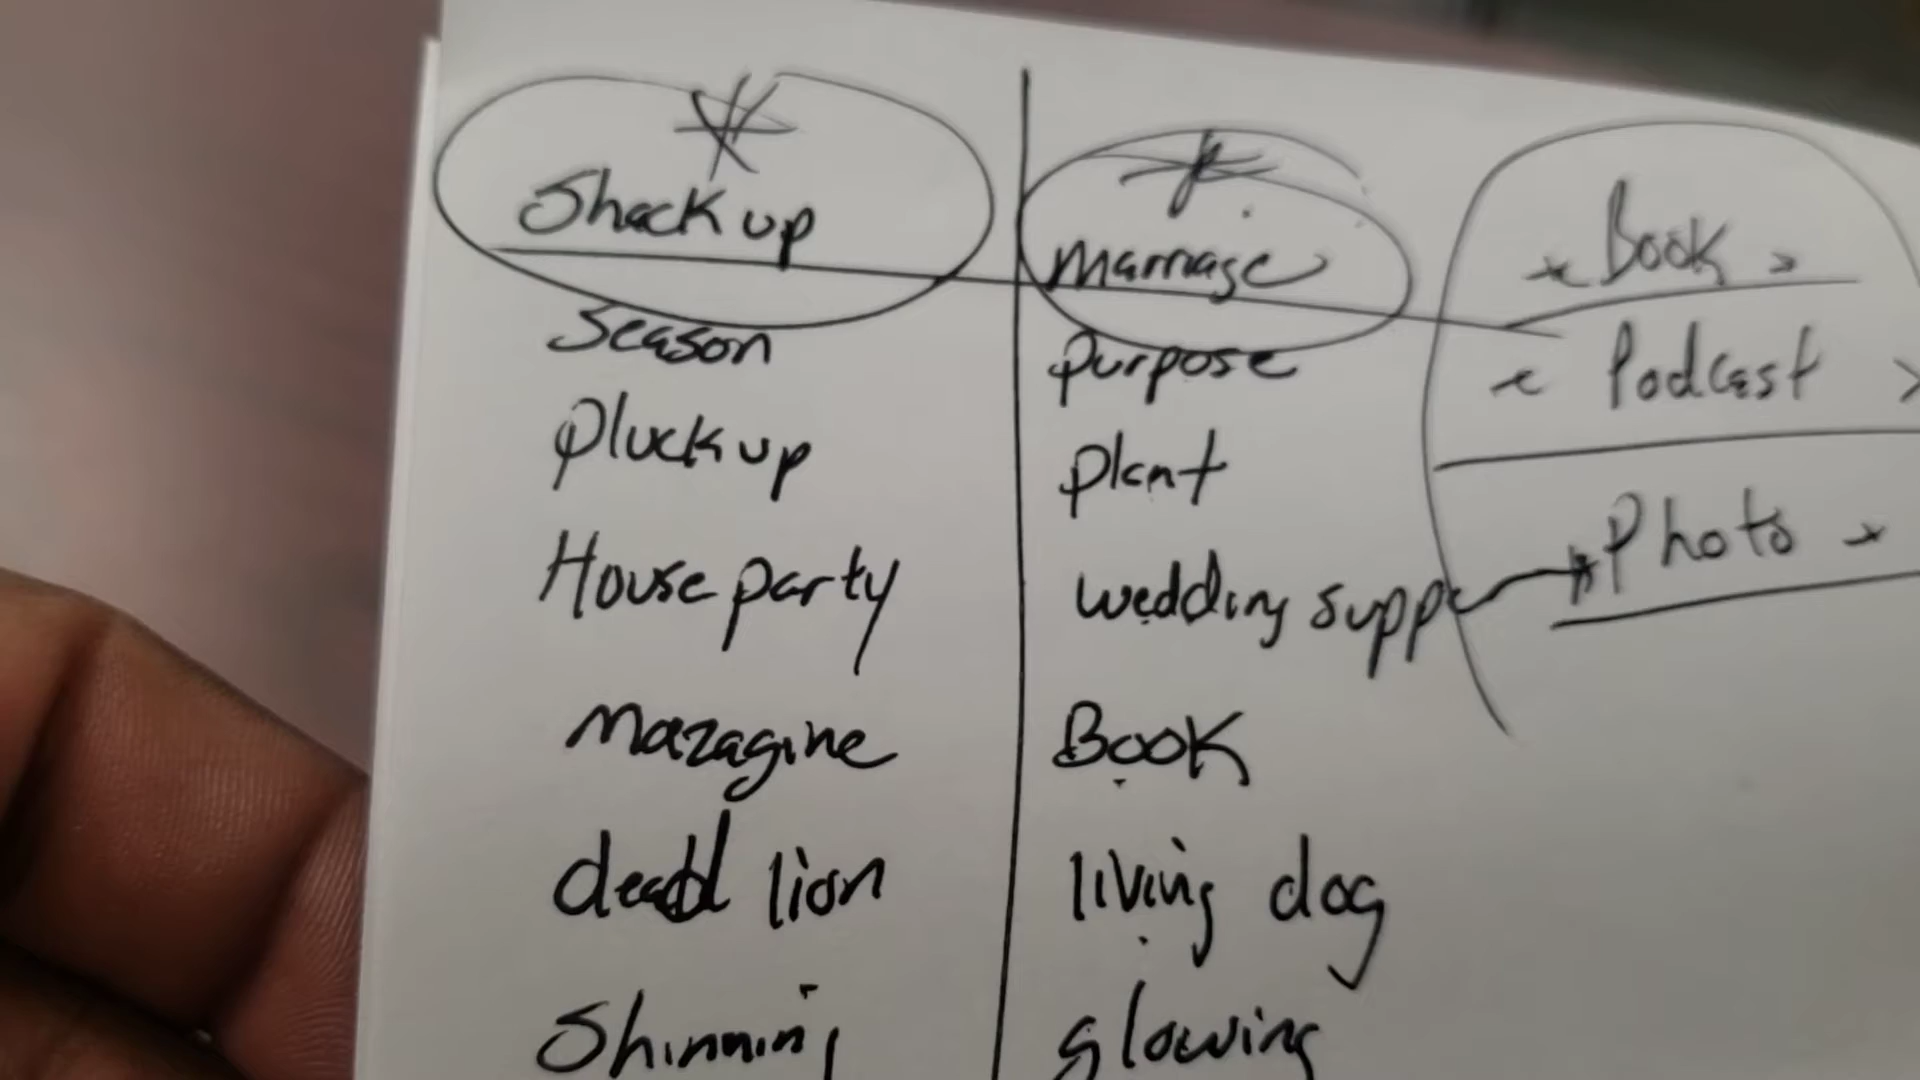 Shack up
marriage
Season
purpose
Pluck up
plant
House party
wedding supper
mazagine
Book
dead lion
living dog
Shinning
glowing
Book
Podcast
Photo